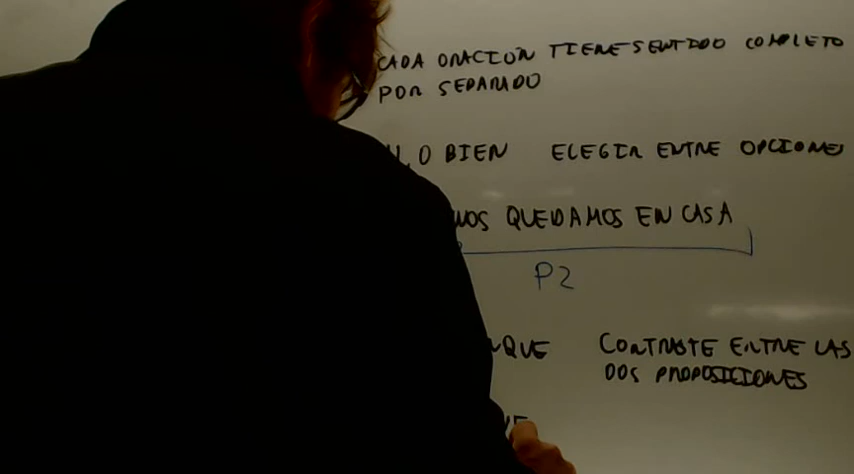 CADA ORACIÓN TIENE SENTIDO COMPLETO
POR SEPARADO
O BIEN ELEGIR ENTRE OPCIONES
NOS QUEDAMOS EN CASA
P2
QUE CONTRASTE ENTRE LAS
DOS PROPOSICIONES